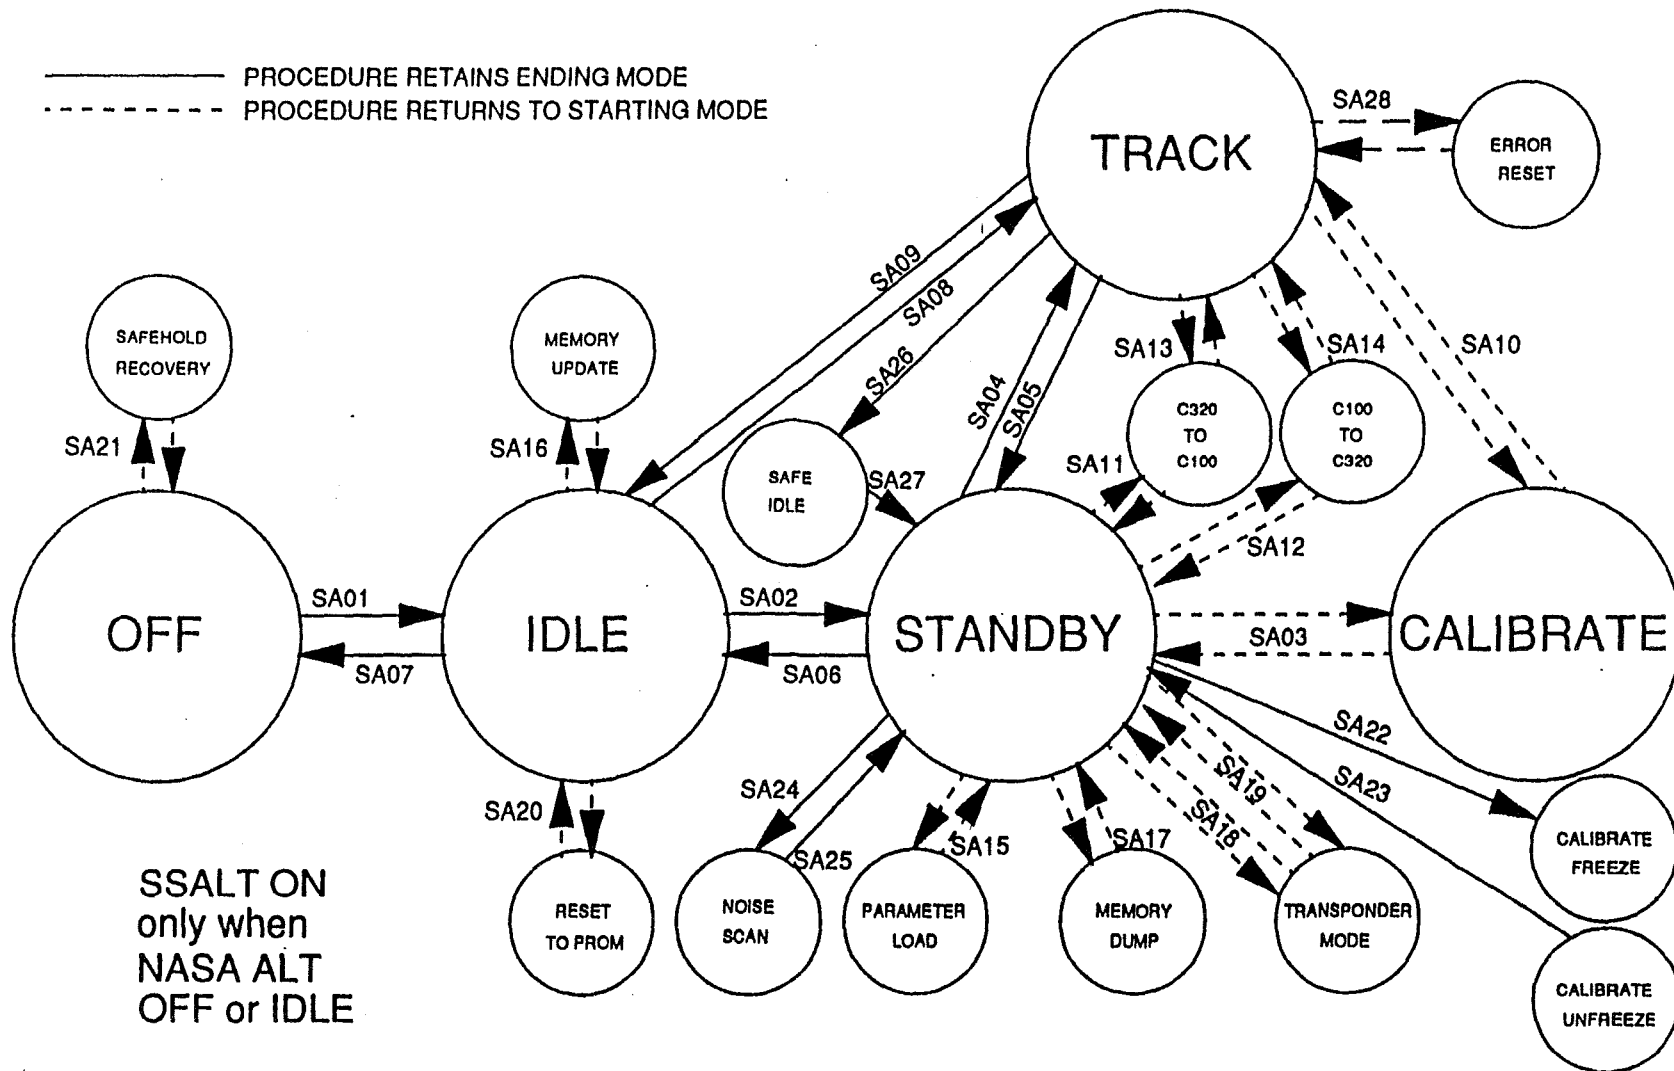 PROCEDURE RETAINS ENDING MODE
PROCEDURE RETURNS TO STARTING MODE
TRACK
SA28
ERROR
RESET
SAFEHOLD
RECOVERY
SA21
MEMORY
UPDATE
SA16
SA09
SA08
SA26
SA04
SA05
SA13
SA14
SA10
C320
TO
C100
C100
TO
C320
SA11
SA12
SAFE
IDLE
SA27
OFF
SA01
SA07
IDLE
SA02
SA06
STANDBY
SA03
CALIBRATE
SA20
RESET
TO PROM
SA24
SA25
NOISE
SCAN
SA15
PARAMETER
LOAD
SA17
MEMORY
DUMP
SA19
SA18
TRANSPONDER
MODE
SA22
SA23
CALIBRATE
FREEZE
CALIBRATE
UNFREEZE
SSALT ON
only when
NASA ALT
OFF or IDLE